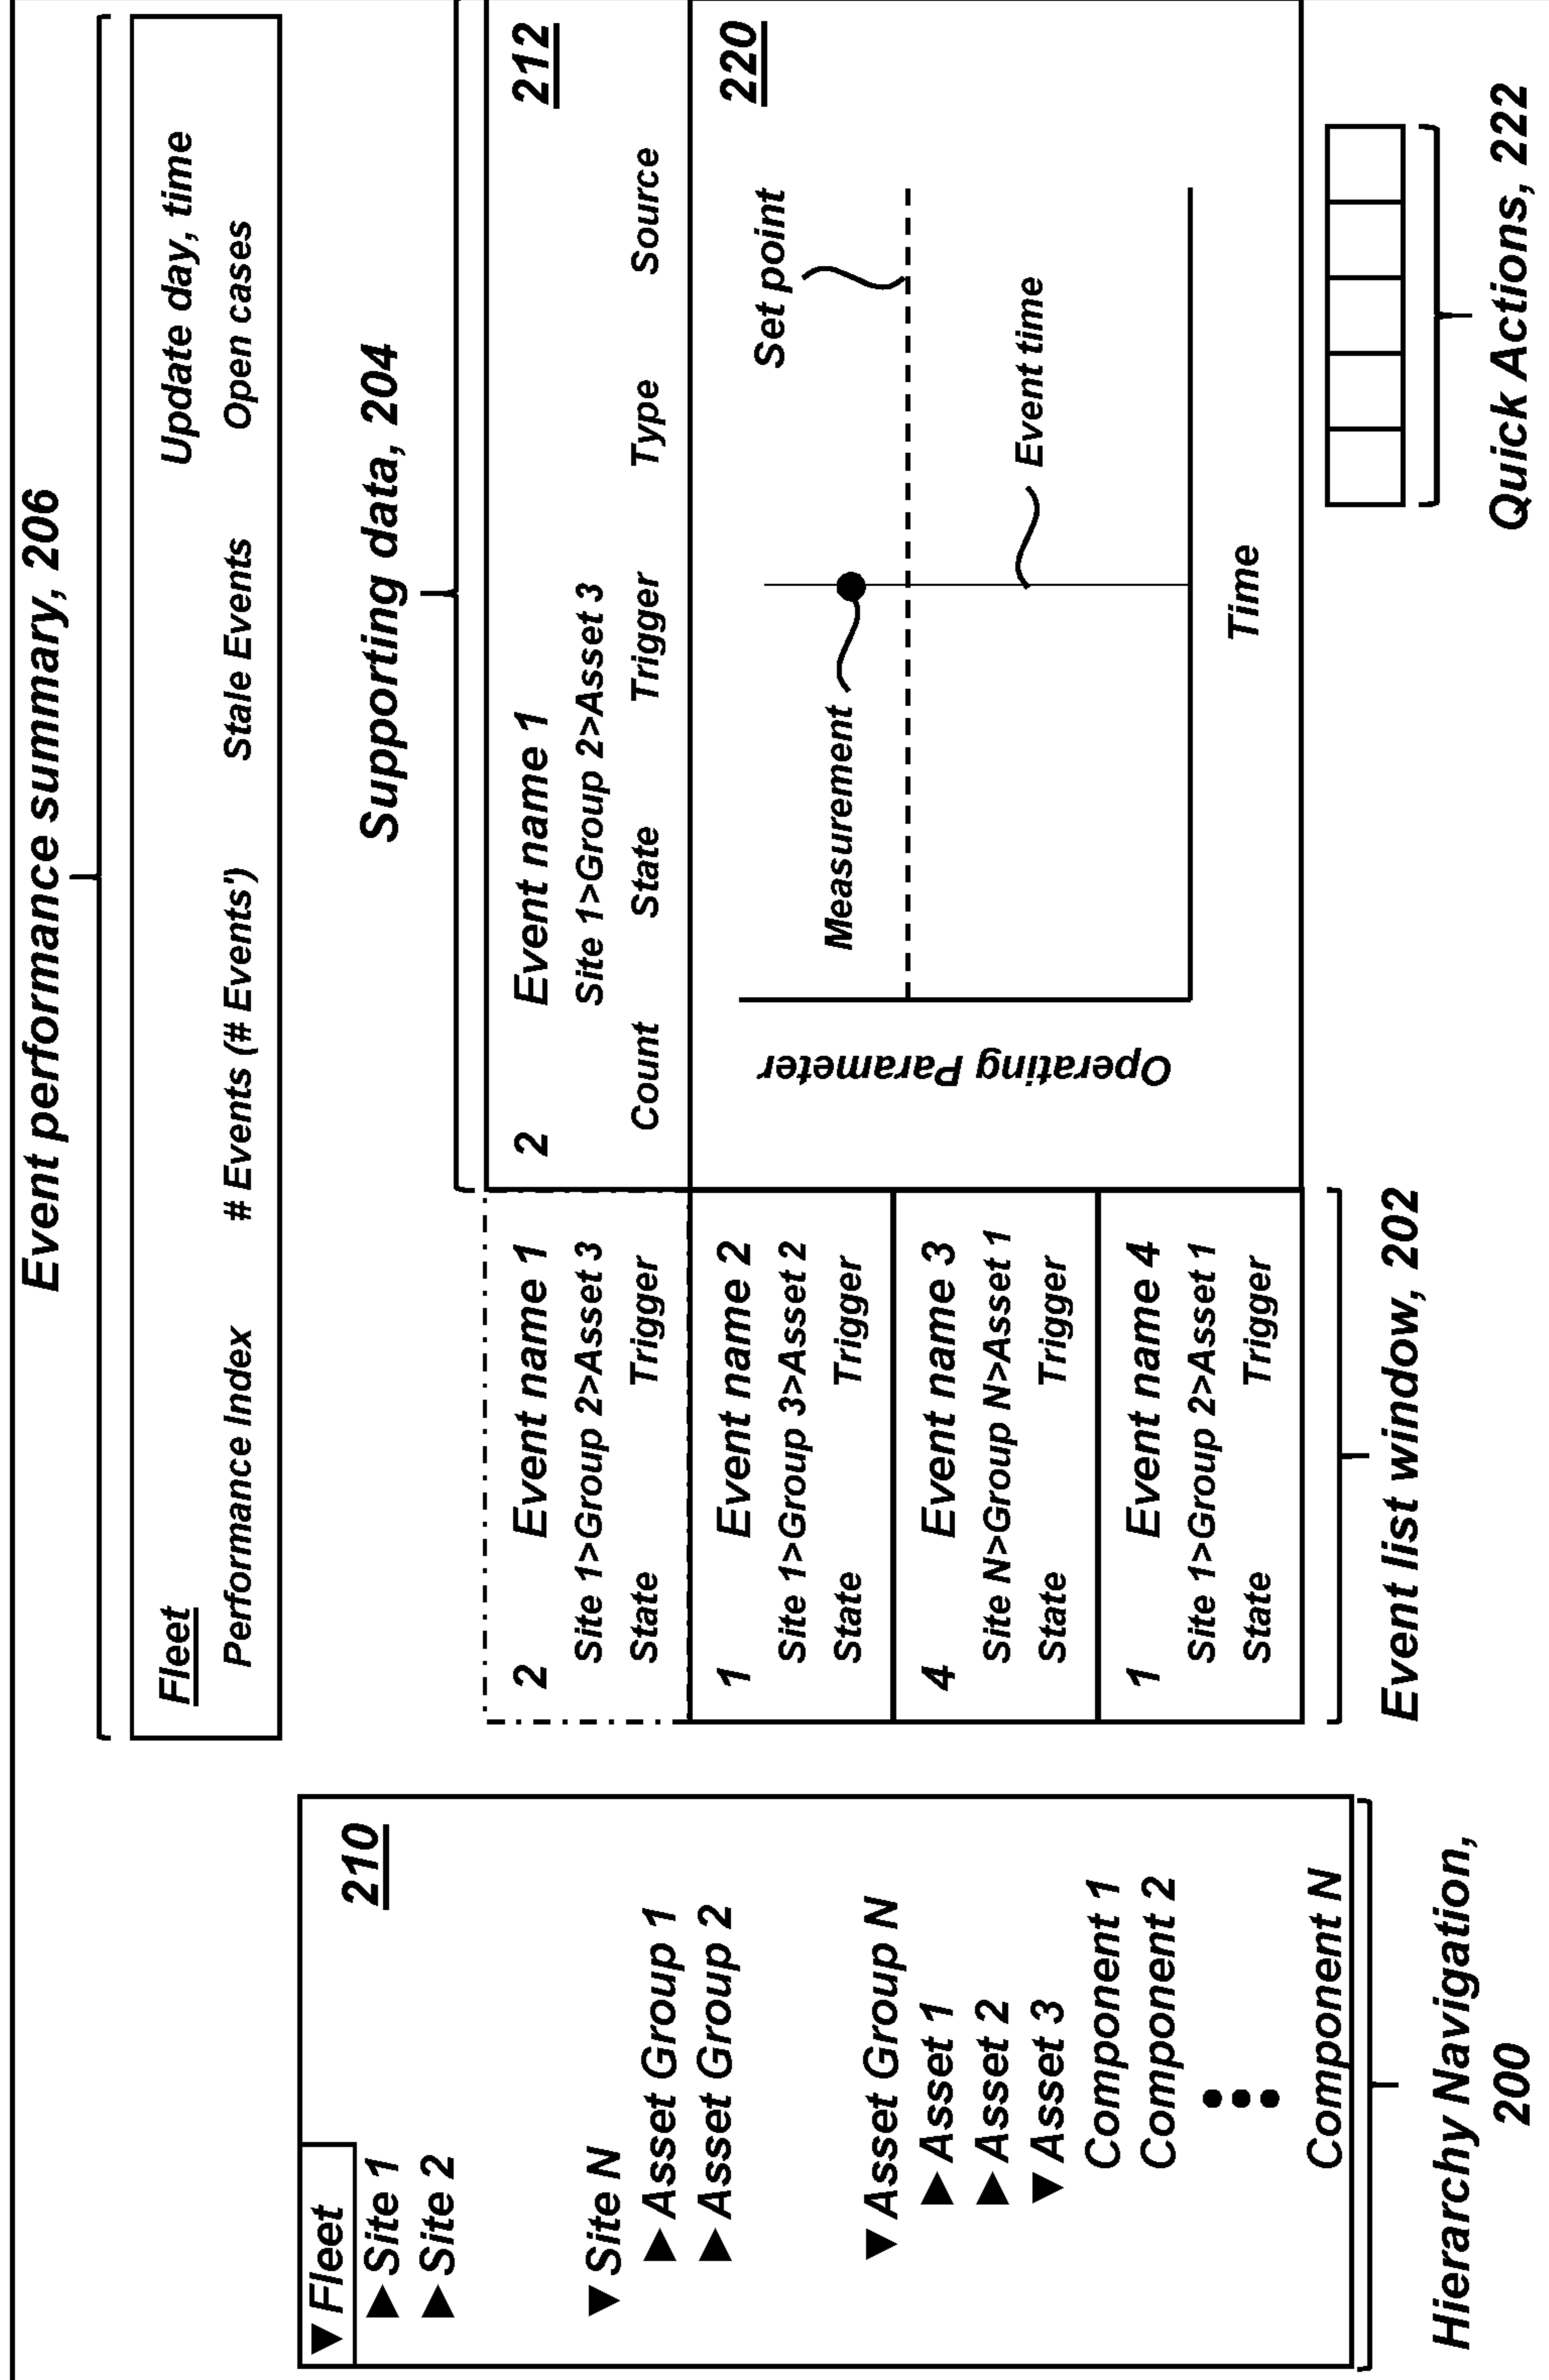 Event performance summary, 206
Fleet
Update day, time
Performance Index
# Events (# Events')
Stale Events
Open cases
▼ Fleet
▶ Site 1
▶ Site 2
▼ Site N
▶ Asset Group 1
▶ Asset Group 2
▼ Asset Group N
▶ Asset 1
▶ Asset 2
▼ Asset 3
Component 1
Component 2
Component N
210
Hierarchy Navigation,
200
2 Event name 1
Site 1>Group 2>Asset 3
State Trigger
1 Event name 2
Site 1>Group 3>Asset 2
State Trigger
4 Event name 3
Site N>Group N>Asset 1
State Trigger
1 Event name 4
Site 1>Group 2>Asset 1
State Trigger
Event list window, 202
Supporting data, 204
2 Event name 1
212
Site 1>Group 2>Asset 3
Count State Trigger Type Source
220
Operating Parameter
Measurement
Set point
Event time
Time
Quick Actions, 222